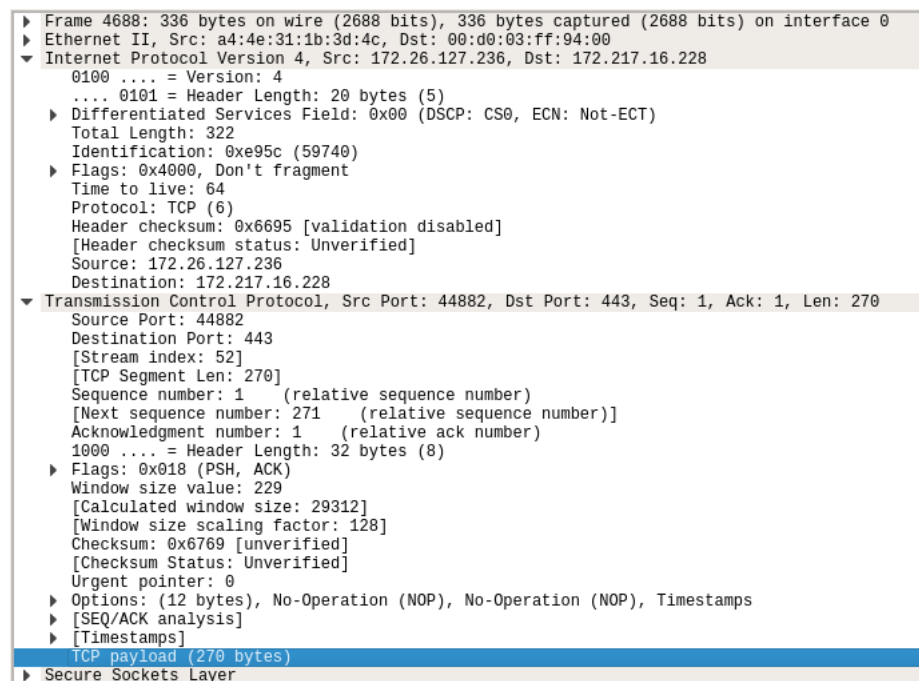 Frame 4688: 336 bytes on wire (2688 bits), 336 bytes captured (2688 bits) on interface 0
Ethernet II, Src: a4:4e:31:1b:3d:4c, Dst: 00:d0:03:ff:94:00
Internet Protocol Version 4, Src: 172.26.127.236, Dst: 172.217.16.228
0100 .... = Version: 4
.... 0101 = Header Length: 20 bytes (5)
Differentiated Services Field: 0x00 (DSCP: CS0, ECN: Not-ECT)
Total Length: 322
Identification: 0xe95c (59740)
Flags: 0x4000, Don't fragment
Time to live: 64
Protocol: TCP (6)
Header checksum: 0x6695 [validation disabled]
[Header checksum status: Unverified]
Source: 172.26.127.236
Destination: 172.217.16.228
Transmission Control Protocol, Src Port: 44882, Dst Port: 443, Seq: 1, Ack: 1, Len: 270
Source Port: 44882
Destination Port: 443
[Stream index: 52]
[TCP Segment Len: 270]
Sequence number: 1    (relative sequence number)
[Next sequence number: 271    (relative sequence number)]
Acknowledgment number: 1    (relative ack number)
1000 .... = Header Length: 32 bytes (8)
Flags: 0x018 (PSH, ACK)
Window size value: 229
[Calculated window size: 29312]
[Window size scaling factor: 128]
Checksum: 0x6769 [unverified]
[Checksum Status: Unverified]
Urgent pointer: 0
Options: (12 bytes), No-Operation (NOP), No-Operation (NOP), Timestamps
[SEQ/ACK analysis]
[Timestamps]
TCP payload (270 bytes)
Secure Sockets Layer